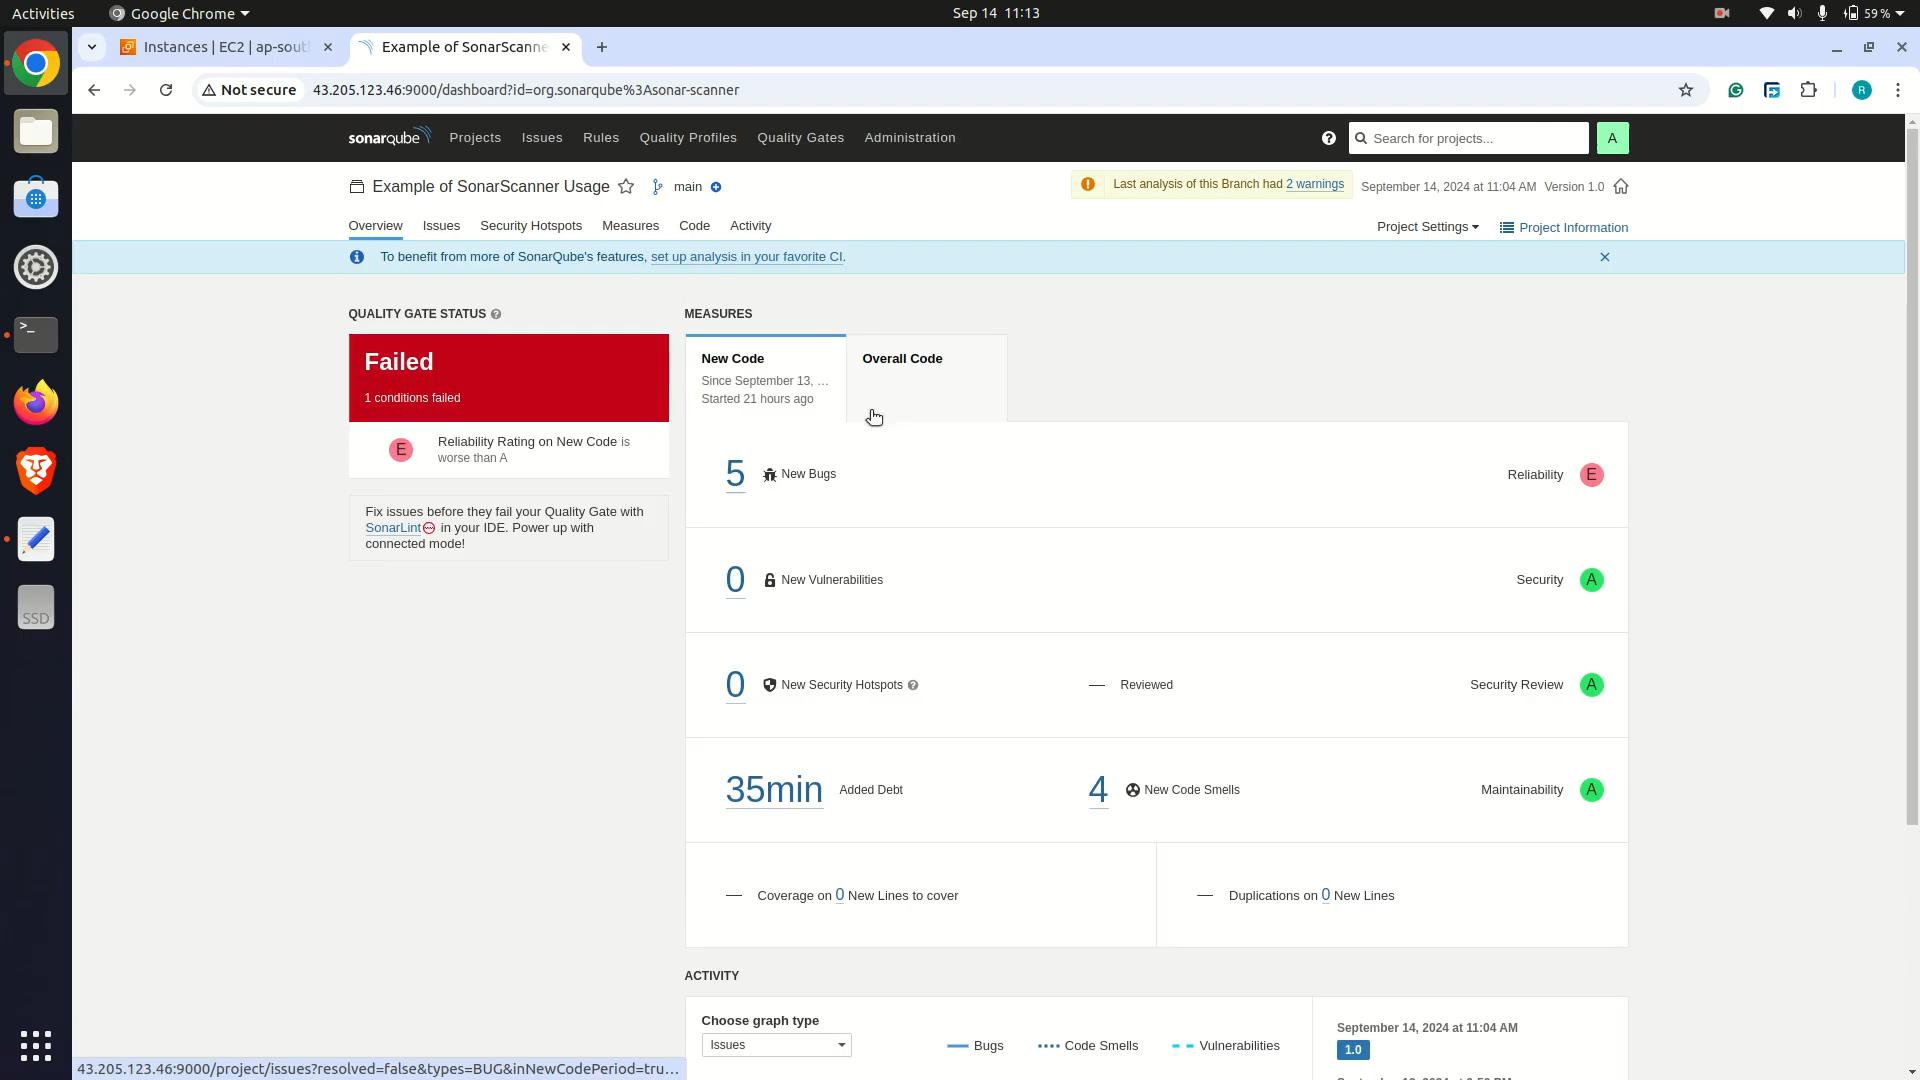 Activities
Google Chrome
Sep 14 11:13
59 %
Instances | EC2 | ap-sout
Example of SonarScanne
Not secure
43.205.123.46:9000/dashboard?id=org.sonarqube%3Asonar-scanner
R
sonarqube
Projects
Issues
Rules
Quality Profiles
Quality Gates
Administration
Search for projects...
A
Example of SonarScanner Usage
main
Last analysis of this Branch had 2 warnings
September 14, 2024 at 11:04 AM
Version 1.0
Overview
Issues
Security Hotspots
Measures
Code
Activity
Project Settings
Project Information
To benefit from more of SonarQube's features, set up analysis in your favorite CI.
QUALITY GATE STATUS
Failed
1 conditions failed
E
Reliability Rating on New Code is
worse than A
Fix issues before they fail your Quality Gate with
SonarLint in your IDE. Power up with
connected mode!
MEASURES
New Code
Since September 13, ...
Started 21 hours ago
Overall Code
5 New Bugs
Reliability E
0 New Vulnerabilities
Security A
0 New Security Hotspots
— Reviewed
Security Review A
35min Added Debt
4 New Code Smells
Maintainability A
— Coverage on 0 New Lines to cover
— Duplications on 0 New Lines
ACTIVITY
Choose graph type
Issues
Bugs
Code Smells
Vulnerabilities
September 14, 2024 at 11:04 AM
1.0
SSD
43.205.123.46:9000/project/issues?resolved=false&types=BUG&inNewCodePeriod=tru...